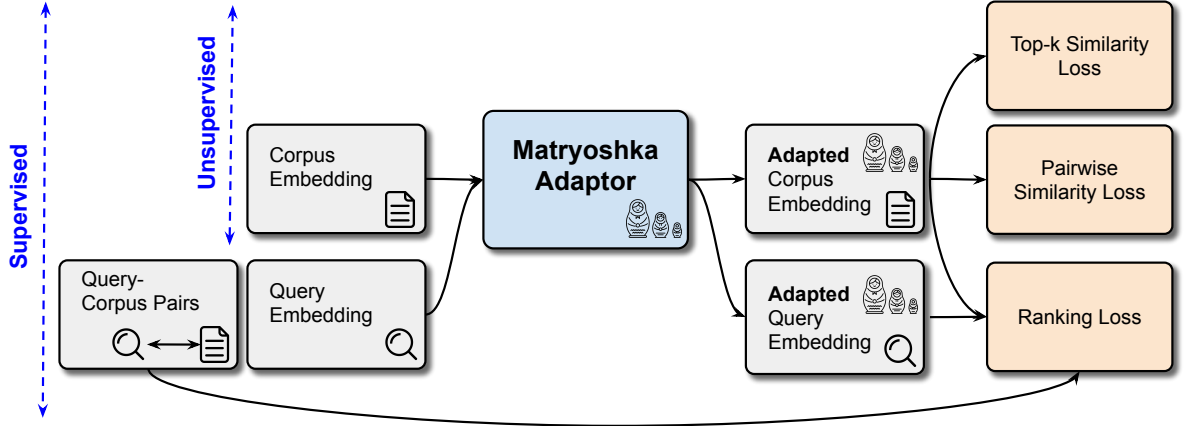 Supervised
Unsupervised
Corpus
Embedding
Query-
Corpus Pairs
Query
Embedding
Matryoshka
Adaptor
Adapted
Corpus
Embedding
Adapted
Query
Embedding
Top-k Similarity
Loss
Pairwise
Similarity Loss
Ranking Loss